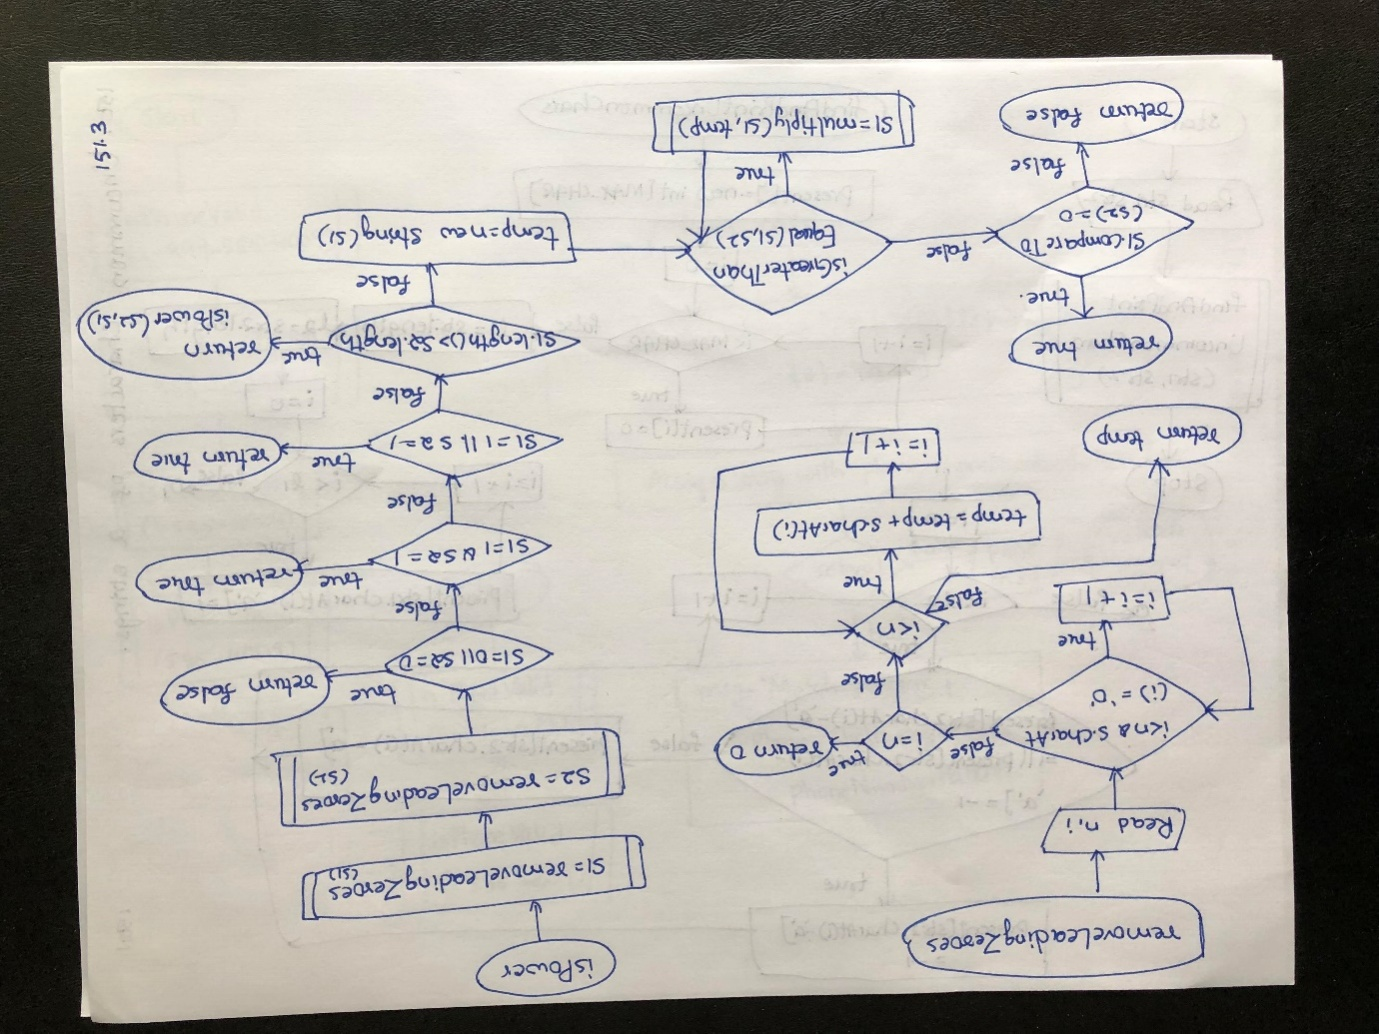 151.3
removeLeadingZeroes
Read n,i
i<n & s.charAt
(i) = '0'
true
i=i+1
false
i=n
true
return 0
false
i<n
true
temp=temp+s.charAt(i)
i=i+1
false
return temp
isPower
S1=removeLeadingZeroes
(S1)
S2=removeLeadingZeroes
(S2)
S1=0||S2=0
true
return false
false
S1=1 & S2=1
true
return true
false
S1=1||S2=1
true
return true
false
S1.length()>S2.length
true
return
isPower(S2,S1)
false
temp=new String(S1)
isGreaterThan
Equal(S1,S2)
true
S1=multiply(S1,temp)
false
S1.compareTo
(S2)=0
true.
return true
false
return false